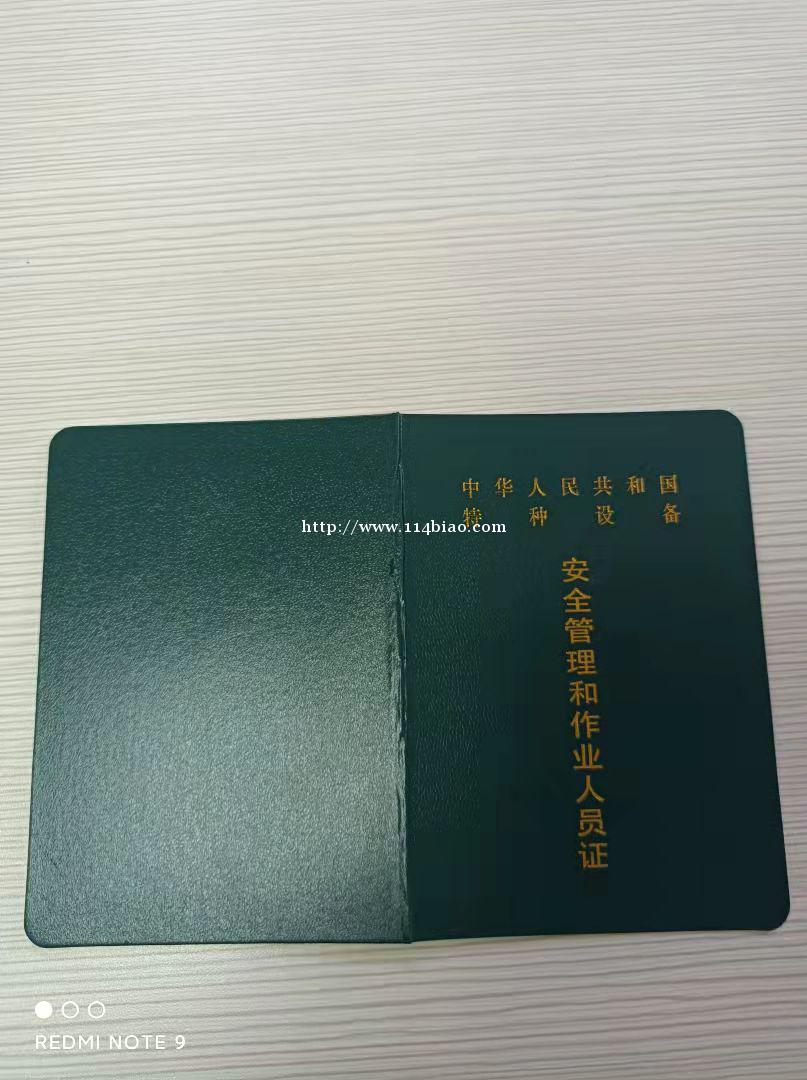 中华人民共和国
特种设备
http://www.114biao.com
安全管理和作业人员证
REDMI NOTE 9